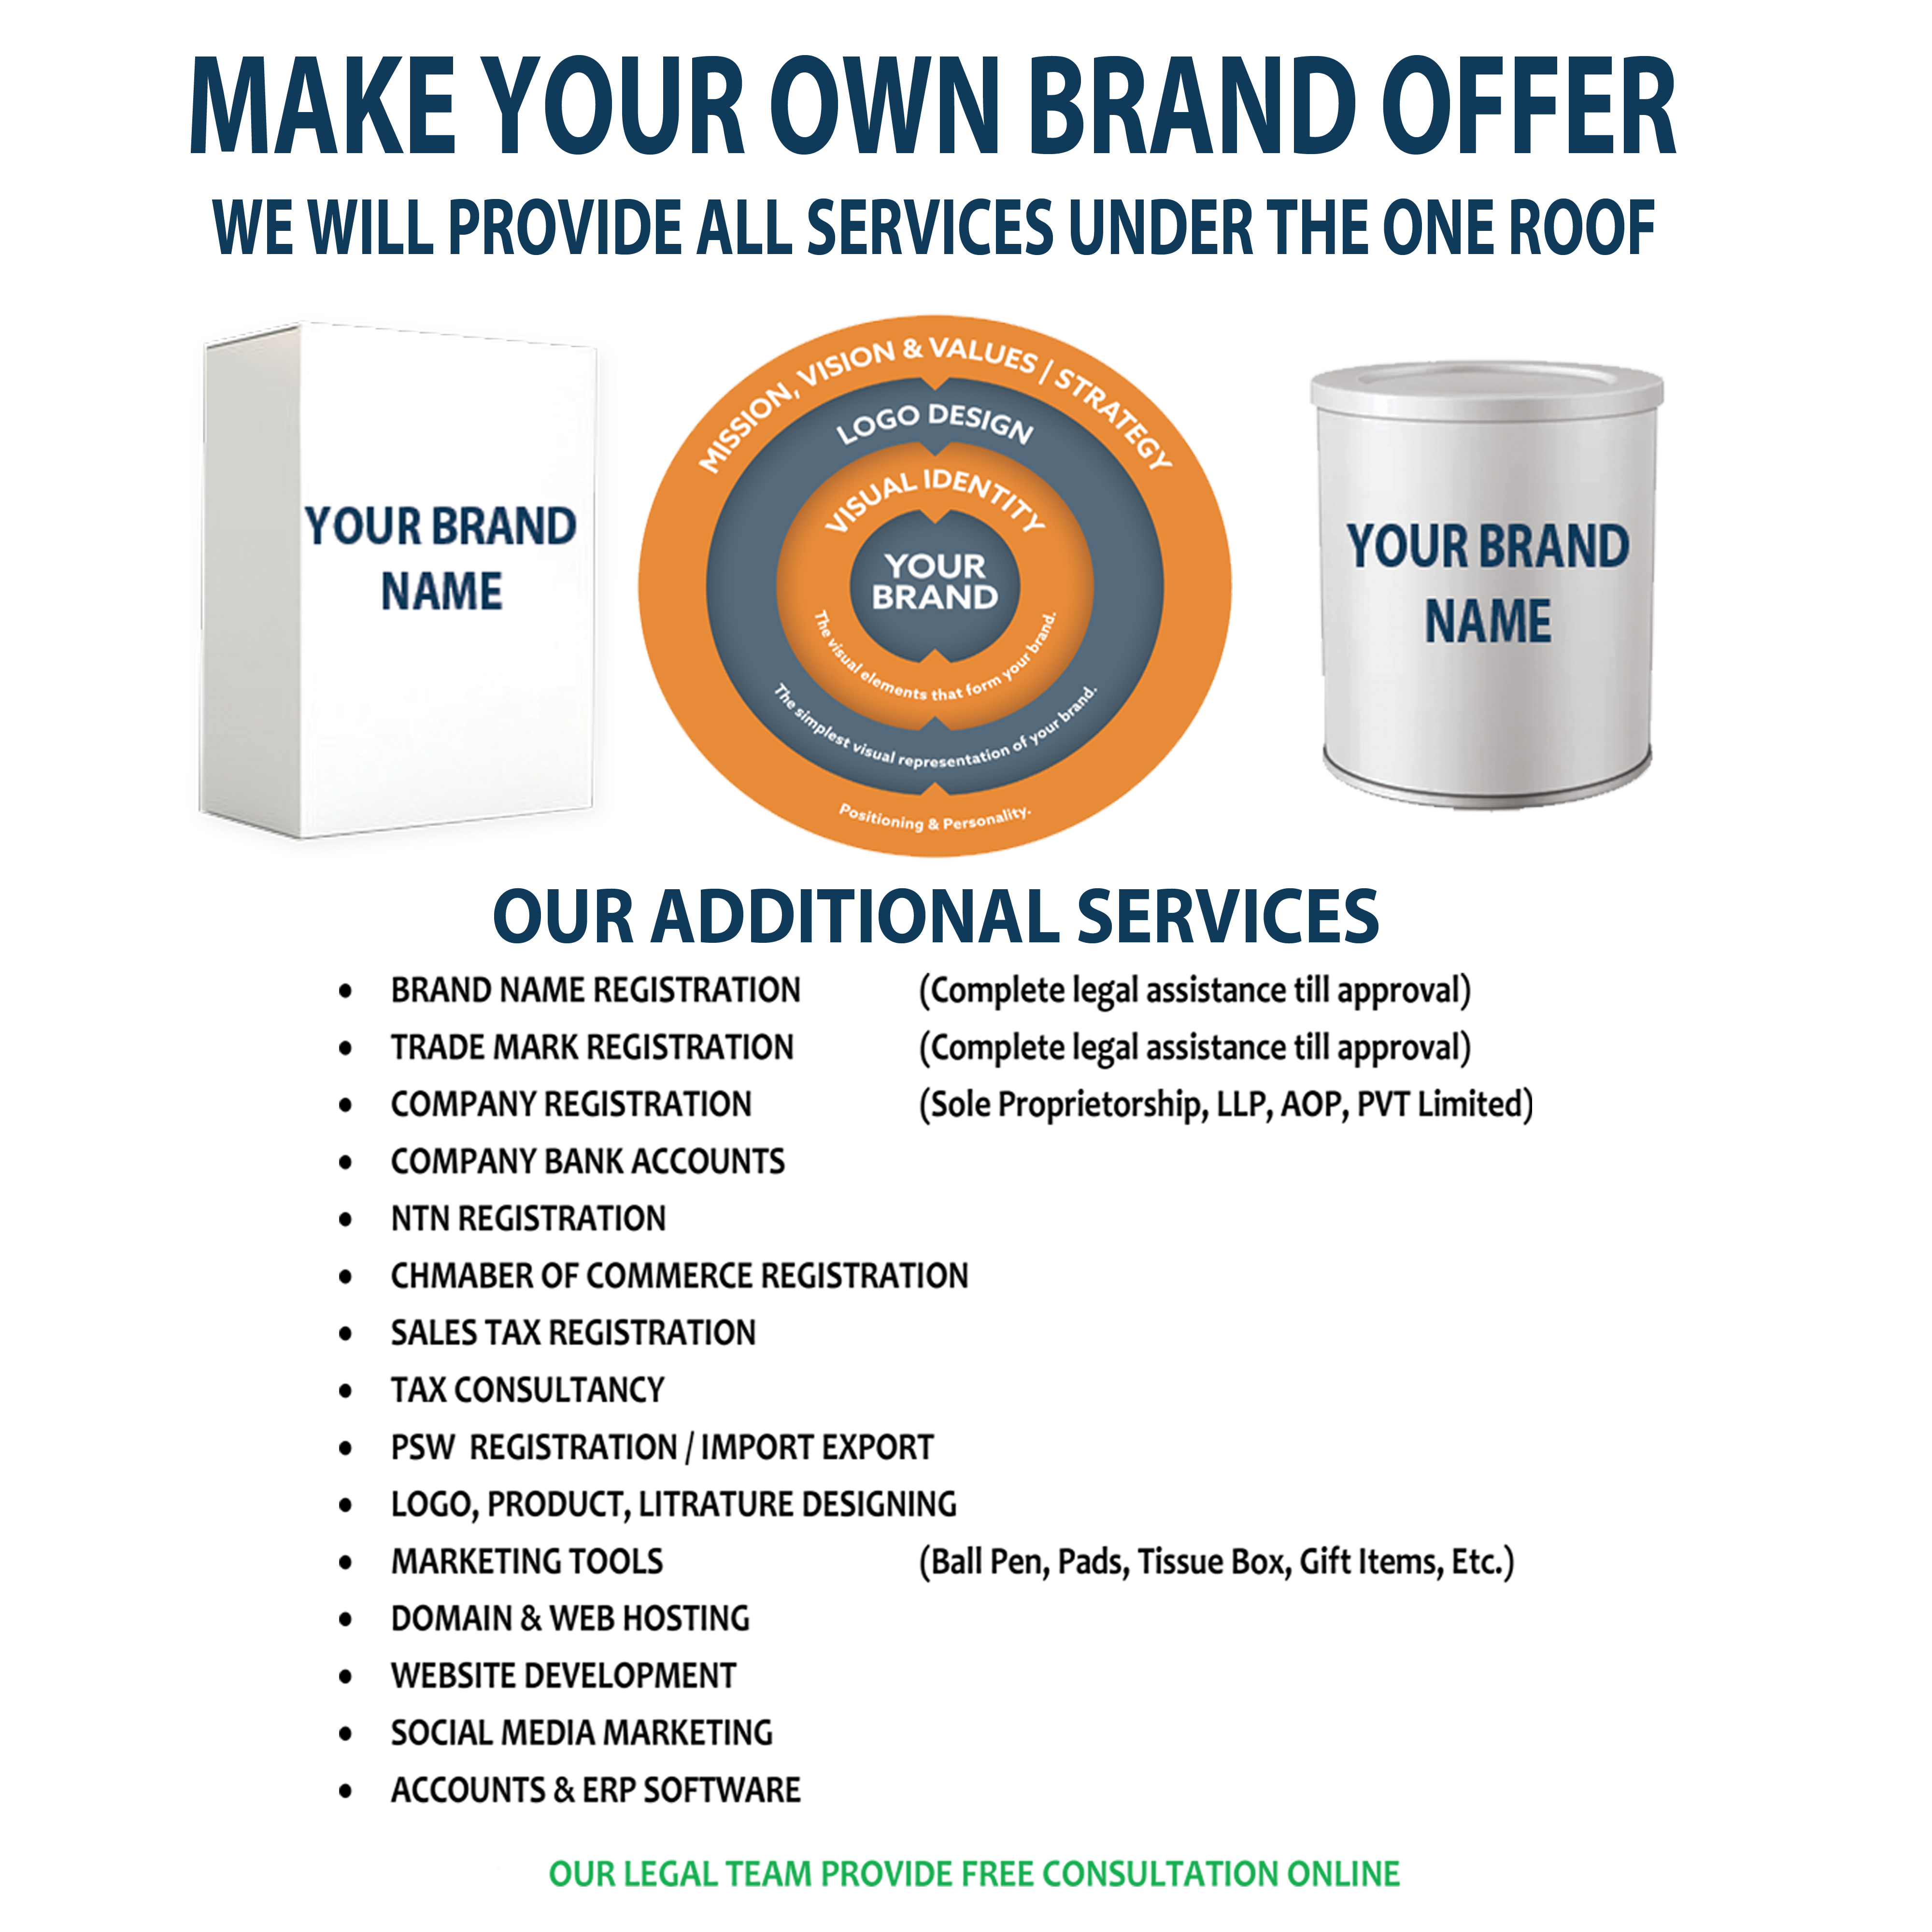 MAKE YOUR OWN BRAND OFFER
WE WILL PROVIDE ALL SERVICES UNDER THE ONE ROOF
YOUR BRAND
NAME
MISSION, VISION & VALUES | STRATEGY
LOGO DESIGN
VISUAL IDENTITY
YOUR
BRAND
The visual elements that form your brand.
The simplest visual representation of your brand.
Positioning & Personality.
YOUR BRAND
NAME
OUR ADDITIONAL SERVICES
• BRAND NAME REGISTRATION (Complete legal assistance till approval)
• TRADE MARK REGISTRATION (Complete legal assistance till approval)
• COMPANY REGISTRATION (Sole Proprietorship, LLP, AOP, PVT Limited)
• COMPANY BANK ACCOUNTS
• NTN REGISTRATION
• CHMABER OF COMMERCE REGISTRATION
• SALES TAX REGISTRATION
• TAX CONSULTANCY
• PSW REGISTRATION / IMPORT EXPORT
• LOGO, PRODUCT, LITRATURE DESIGNING
• MARKETING TOOLS (Ball Pen, Pads, Tissue Box, Gift Items, Etc.)
• DOMAIN & WEB HOSTING
• WEBSITE DEVELOPMENT
• SOCIAL MEDIA MARKETING
• ACCOUNTS & ERP SOFTWARE
OUR LEGAL TEAM PROVIDE FREE CONSULTATION ONLINE